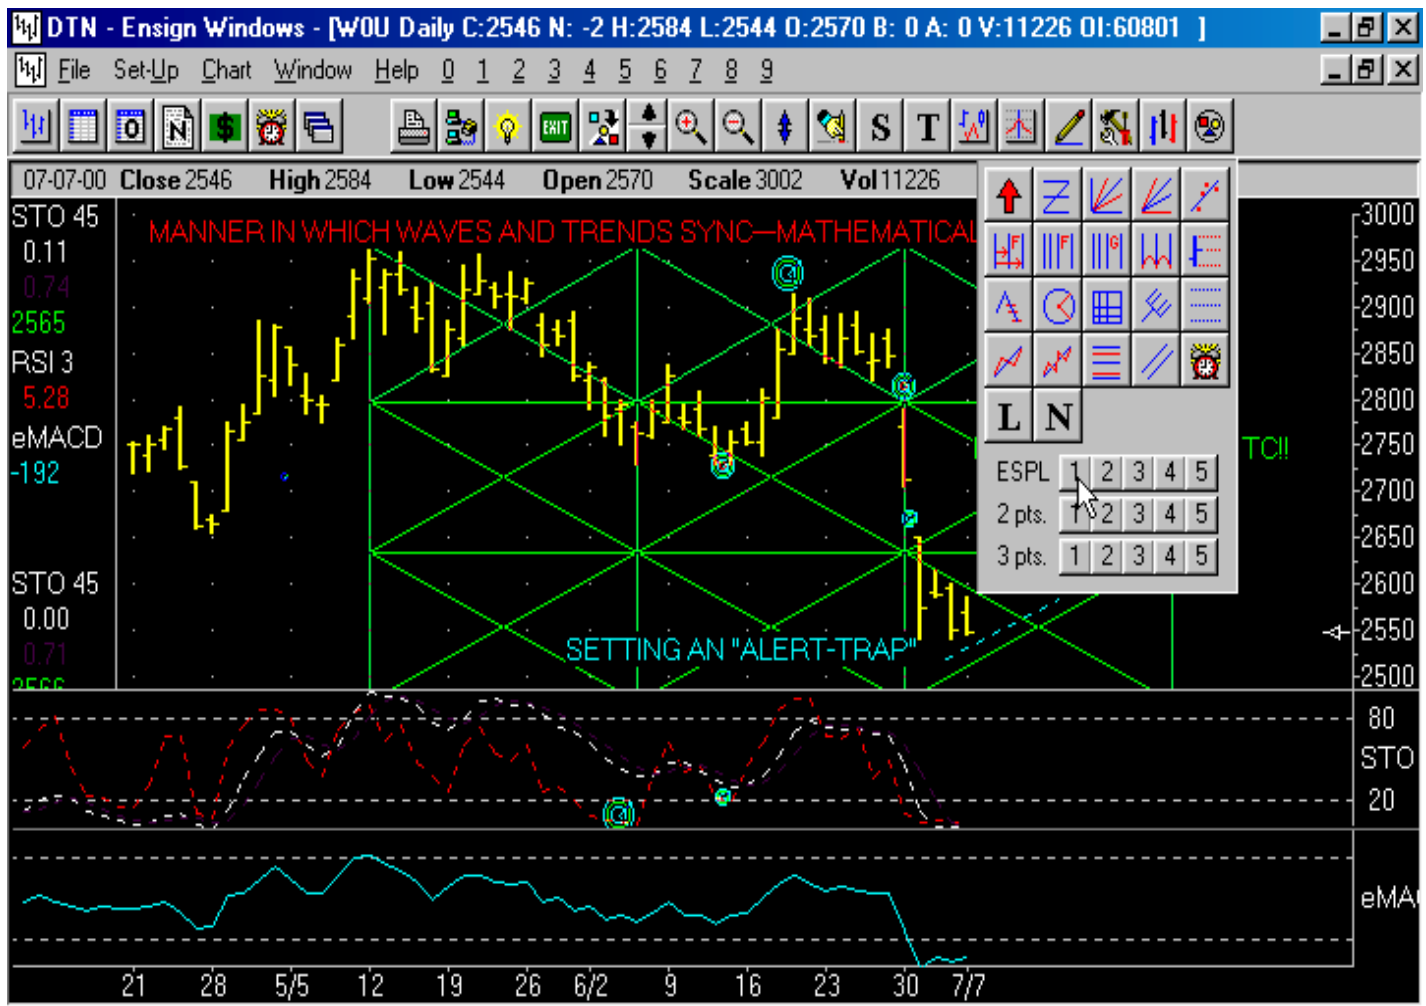 DTN - Ensign Windows - [W0U Daily C:2546 N: -2 H:2584 L:2544 O:2570 B: 0 A: 0 V:11226 OI:60801 ]
File Set-Up Chart Window Help 0 1 2 3 4 5 6 7 8 9
O N $ EXIT S T
07-07-00 Close 2546 High 2584 Low 2544 Open 2570 Scale 3002 Vol 11226
F F G
L N
ESPL 1 2 3 4 5
2 pts. 1 2 3 4 5
3 pts. 1 2 3 4 5
STO 45
0.11
0.74
2565
RSI 3
5.28
eMACD
-192
STO 45
0.00
0.71
2566
MANNER IN WHICH WAVES AND TRENDS SYNC—MATHEMATICAL
TC!!
SETTING AN "ALERT-TRAP"
3000
2950
2900
2850
2800
2750
2700
2650
2600
2550
2500
80
STO
20
eMA
21 28 5/5 12 19 26 6/2 9 16 23 30 7/7